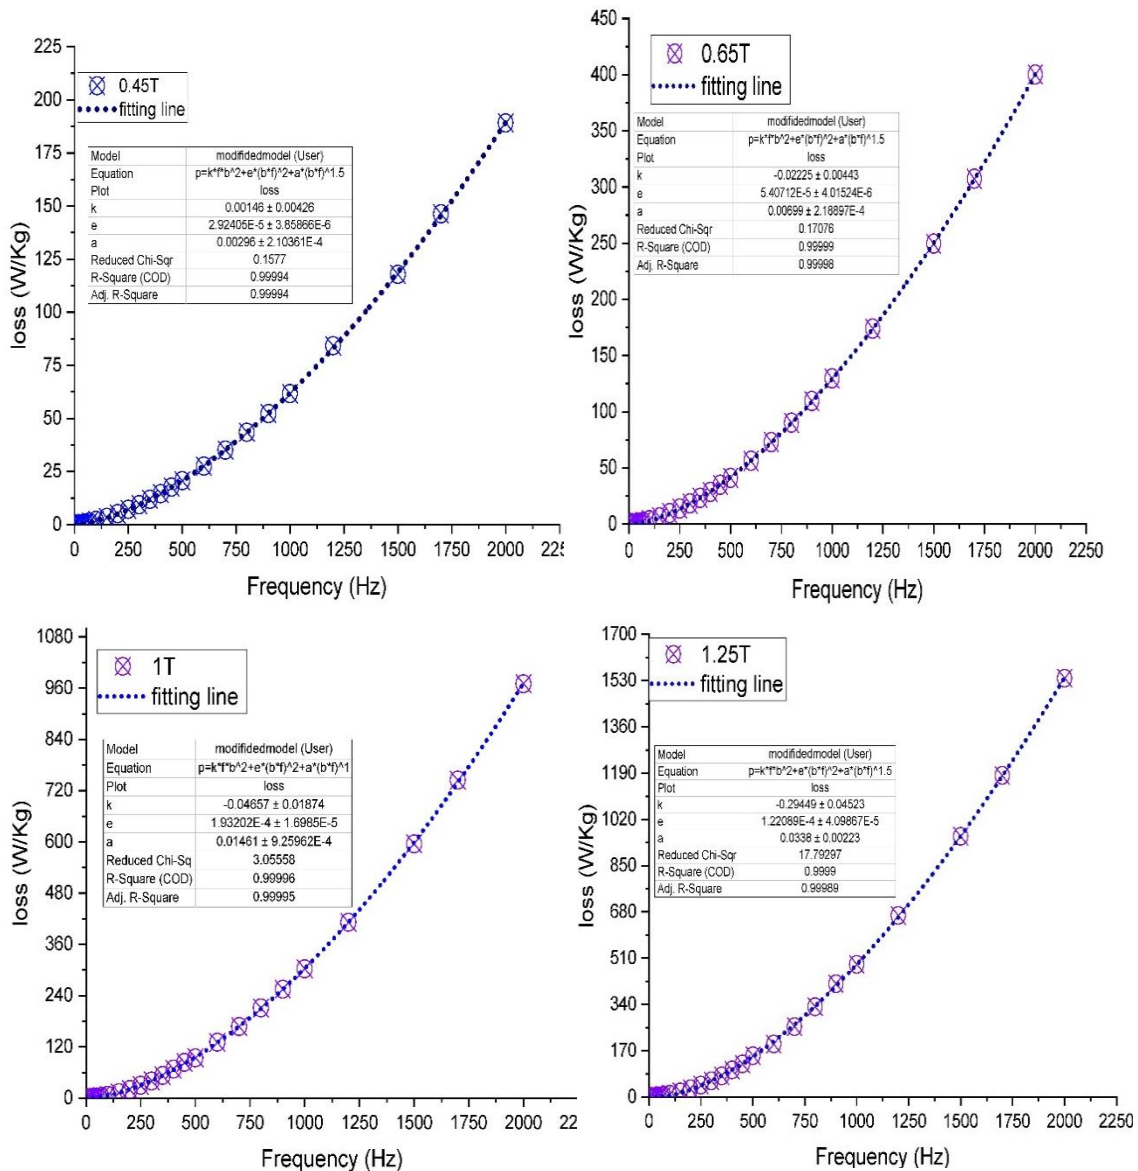 0.45T
fitting line
Model modifidedmodel (User)
Equation p=k*f*b^2+e*(b*f)^2+a*(b*f)^1.5
Plot loss
k 0.00146 ± 0.00426
e 2.92405E-5 ± 3.85866E-6
a 0.00296 ± 2.10361E-4
Reduced Chi-Sqr 0.1577
R-Square (COD) 0.99994
Adj. R-Square 0.99994
loss (W/Kg)
225
200
175
150
125
100
75
50
25
0
0 250 500 750 1000 1250 1500 1750 2000 225
Frequency (Hz)
0.65T
fitting line
Model modifidedmodel (User)
Equation p=k*f*b^2+e*(b*f)^2+a*(b*f)^1.5
Plot loss
k -0.02225 ± 0.00443
e 5.40712E-5 ± 4.01524E-6
a 0.00699 ± 2.18897E-4
Reduced Chi-Sqr 0.17076
R-Square (COD) 0.99999
Adj. R-Square 0.99998
loss (W/Kg)
450
400
350
300
250
200
150
100
50
0
0 250 500 750 1000 1250 1500 1750 2000 2250
Frequency (Hz)
1T
fitting line
Model modifidedmodel (User)
Equation p=k*f*b^2+e*(b*f)^2+a*(b*f)^1
Plot loss
k -0.04657 ± 0.01874
e 1.93202E-4 ± 1.6985E-5
a 0.01461 ± 9.25962E-4
Reduced Chi-Sq 3.05558
R-Square (COD) 0.99996
Adj. R-Square 0.99995
loss (W/Kg)
1080
960
840
720
600
480
360
240
120
0
0 250 500 750 1000 1250 1500 1750 2000 22
Frequency (Hz)
1.25T
fitting line
Model modifidedmodel (User)
Equation p=k*f*b^2+e*(b*f)^2+a*(b*f)^1.5
Plot loss
k -0.29449 ± 0.04523
e 1.22089E-4 ± 4.09867E-5
a 0.0338 ± 0.00223
Reduced Chi-Sqr 17.79297
R-Square (COD) 0.9999
Adj. R-Square 0.99989
loss (W/Kg)
1700
1530
1360
1190
1020
850
680
510
340
170
0
0 250 500 750 1000 1250 1500 1750 2000 2250
Frequency (Hz)